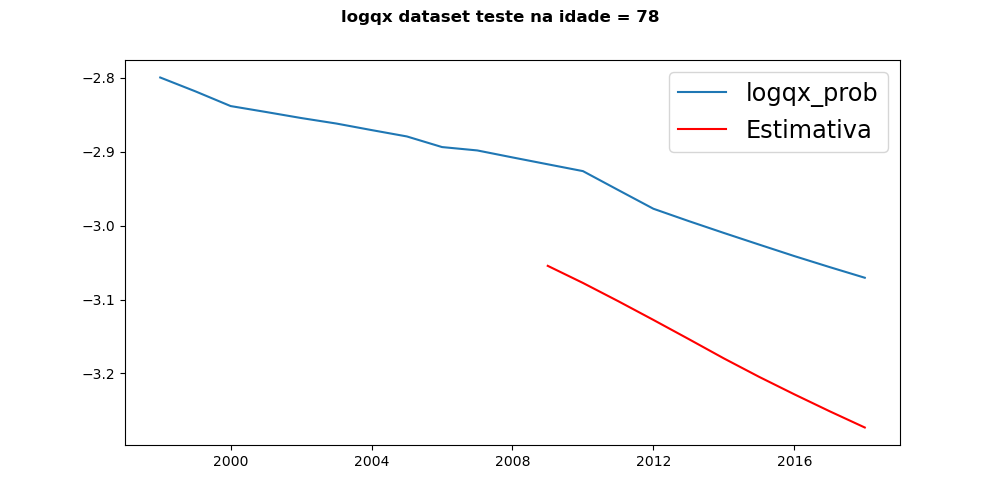 logqx dataset teste na idade = 78
logqx_prob
Estimativa
−2.8
−2.9
−3.0
−3.1
−3.2
2000 2004 2008 2012 2016